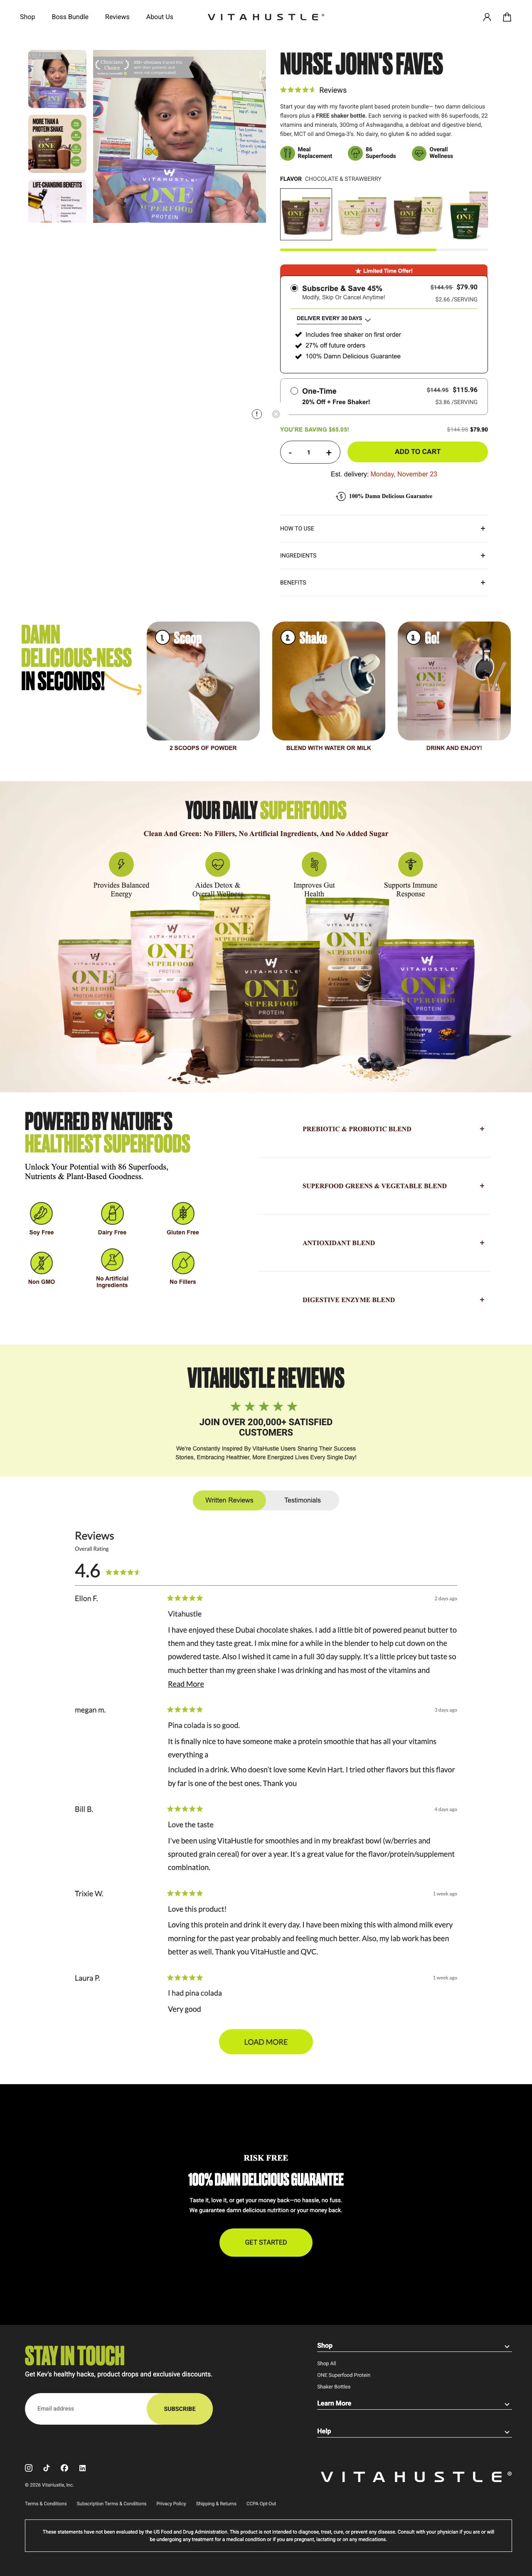 Shop Boss Bundle Reviews About Us
VITAHUSTLE®
NURSE JOHN'S FAVES
Reviews
Start your day with my favorite plant based protein bundle— two damn delicious
flavors plus a FREE shaker bottle. Each serving is packed with superfoods, 22
vitamins and minerals, 300mg of Ashwagandha, a debloat and digestive blend,
fiber, MCT oil and Omega-3's. No dairy, no gluten & no added sugar.
Meal
Replacement
86
Superfoods
Overall
Wellness
FLAVOR CHOCOLATE & STRAWBERRY
Clinicians'
Choice
MORE THAN A
PROTEIN SHAKE
LIFE-CHANGING BENEFITS
VITAHUSTLE
ONE
SUPERFOOD
PROTEIN
Limited Time Offer!
Subscribe & Save 45% $144.95 $79.90
Modify, Skip Or Cancel Anytime! $2.66 /SERVING
DELIVER EVERY 30 DAYS
Includes free shaker on first order
27% off future orders
100% Damn Delicious Guarantee
One-Time $144.95 $115.96
20% Off + Free Shaker! $3.86 /SERVING
YOU'RE SAVING $65.05! $144.95 $79.90
- 1 +
ADD TO CART
Est. delivery: Monday, November 23
100% Damn Delicious Guarantee
HOW TO USE +
INGREDIENTS +
BENEFITS +
DAMN
DELICIOUS-NESS
IN SECONDS!
1. Scoop
2. Shake
3. Go!
2 SCOOPS OF POWDER
BLEND WITH WATER OR MILK
DRINK AND ENJOY!
YOUR DAILY SUPERFOODS
Clean And Green: No Fillers, No Artificial Ingredients, And No Added Sugar
Provides Balanced
Energy
Aides Detox &
Overall Wellness
Improves Gut
Health
Supports Immune
Response
VITA·HUSTLE
ONE
SUPERFOOD
PROTEIN
POWERED BY NATURE'S
HEALTHIEST SUPERFOODS
Unlock Your Potential with 86 Superfoods,
Nutrients & Plant-Based Goodness.
Soy Free
Dairy Free
Gluten Free
Non GMO
No Artificial
Ingredients
No Fillers
PREBIOTIC & PROBIOTIC BLEND +
SUPERFOOD GREENS & VEGETABLE BLEND +
ANTIOXIDANT BLEND +
DIGESTIVE ENZYME BLEND +
VITAHUSTLE REVIEWS
JOIN OVER 200,000+ SATISFIED
CUSTOMERS
We're Constantly Inspired By VitaHustle Users Sharing Their Success
Stories, Embracing Healthier, More Energized Lives Every Single Day!
Written Reviews Testimonials
Reviews
Overall Rating
4.6
Ellon F. 2 days ago
Vitahustle
I have enjoyed these Dubai chocolate shakes. I add a little bit of powered peanut butter to
them and they taste great. I mix mine for a while in the blender to help cut down on the
powdered taste. Also I wished it came in a full 30 day supply. It's a little pricey but taste so
much better than my green shake I was drinking and has most of the vitamins and
Read More
megan m. 3 days ago
Pina colada is so good.
It is finally nice to have someone make a protein smoothie that has all your vitamins
everything a
Included in a drink. Who doesn't love some Kevin Hart. I tried other flavors but this flavor
by far is one of the best ones. Thank you
Bill B. 4 days ago
Love the taste
I've been using VitaHustle for smoothies and in my breakfast bowl (w/berries and
sprouted grain cereal) for over a year. It's a great value for the flavor/protein/supplement
combination.
Trixie W. 1 week ago
Love this product!
Loving this protein and drink it every day. I have been mixing this with almond milk every
morning for the past year probably and feeling much better. Also, my lab work has been
better as well. Thank you VitaHustle and QVC.
Laura P. 1 week ago
I had pina colada
Very good
LOAD MORE
RISK FREE
100% DAMN DELICIOUS GUARANTEE
Taste it, love it, or get your money back—no hassle, no fuss.
We guarantee damn delicious nutrition or your money back.
GET STARTED
STAY IN TOUCH
Get Kev's healthy hacks, product drops and exclusive discounts.
Email address
SUBSCRIBE
Shop
Shop All
ONE Superfood Protein
Shaker Bottles
Learn More
Help
VITAHUSTLE®
© 2026 VitaHustle, Inc.
Terms & Conditions Subscription Terms & Conditions Privacy Policy Shipping & Returns CCPA Opt-Out
These statements have not been evaluated by the US Food and Drug Administration. This product is not intended to diagnose, treat, cure, or prevent any disease. Consult with your physician if you are or will
be undergoing any treatment for a medical condition or if you are pregnant, lactating or on any medications.